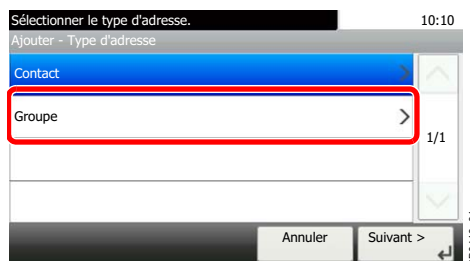 Sélectionner le type d'adresse.
10:10
Ajouter - Type d'adresse
Contact
Groupe
1/1
Annuler
Suivant >